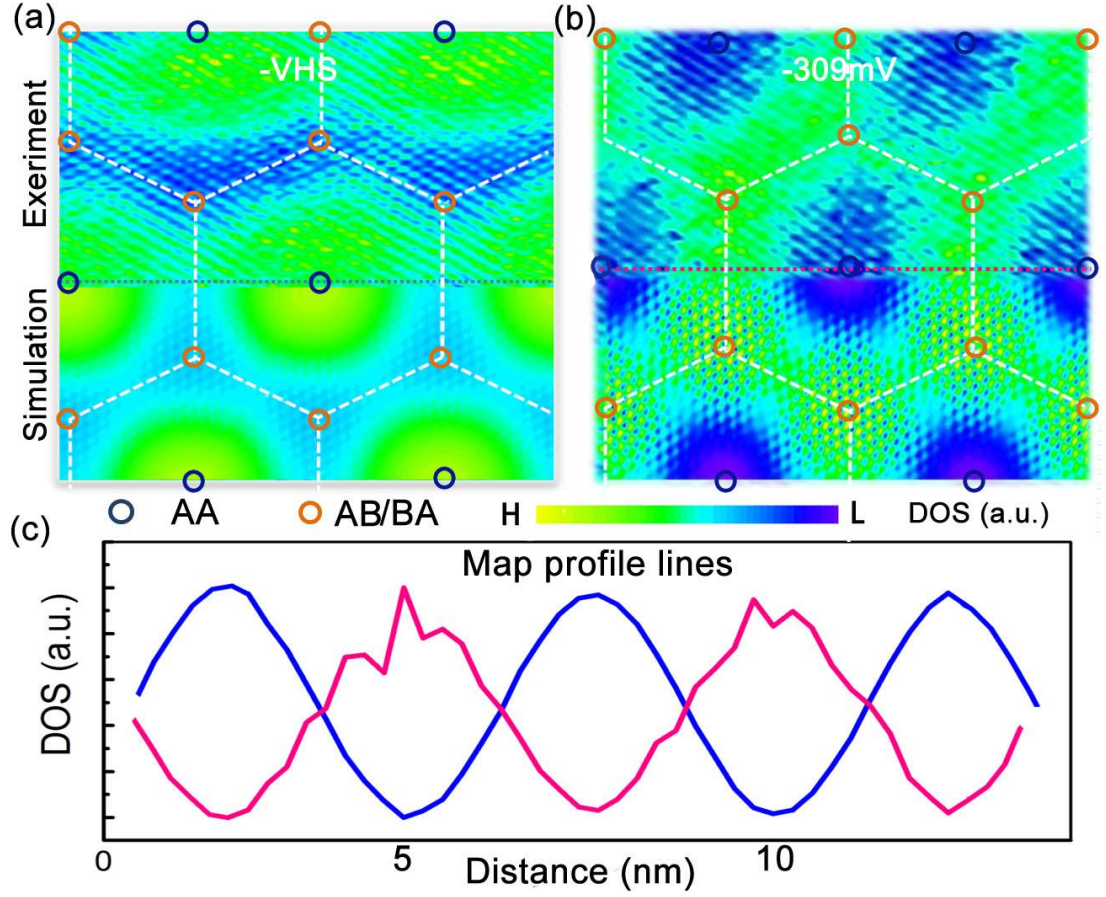 (a)
(b)
-VHS
-309mV
Exeriment
Simulation
AA
AB/BA
H
L
DOS (a.u.)
(c)
Map profile lines
DOS (a.u.)
0
5
10
Distance (nm)